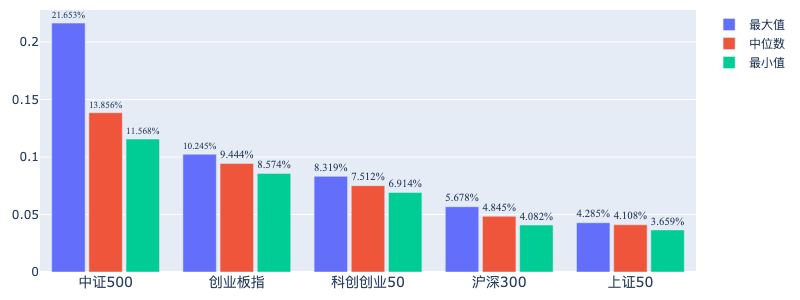 21.653%
13.856%
11.568%
10.245%
9.444%
8.574%
8.319%
7.512%
6.914%
5.678%
4.845%
4.082%
4.285%
4.108%
3.659%
0.2
0.15
0.1
0.05
0
中证500
创业板指
科创创业50
沪深300
上证50
最大值
中位数
最小值